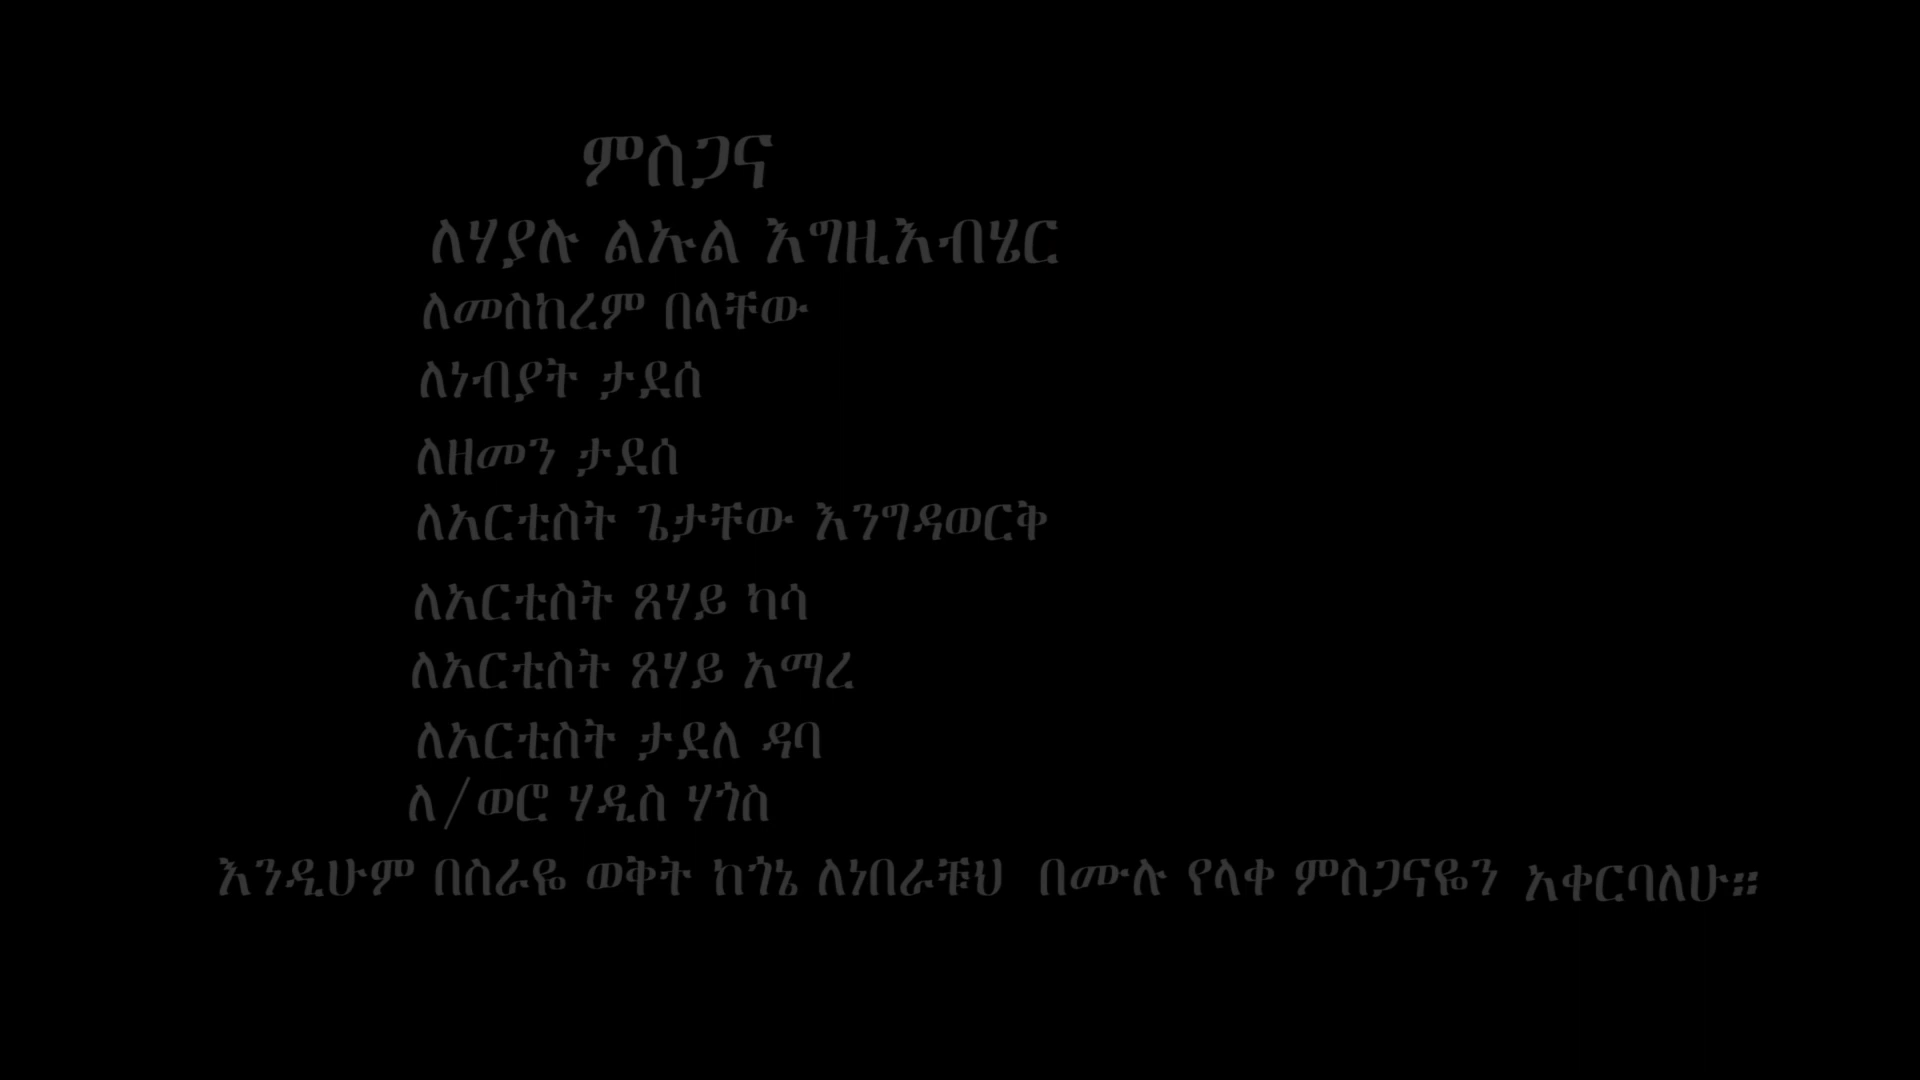 ምስጋና
ለሃያሉ ልኡል እግዚእብሄር
ለመስከረም በላቸው
ለነብያት ታደሰ
ለዘመን ታደሰ
ለአርቲስት ጌታቸው እንግዳወርቅ
ለአርቲስት ጸሃይ ካሳ
ለአርቲስት ጸሃይ አማረ
ለአርቲስት ታደለ ዳባ
ለ/ወሮ ሃዲስ ሃጎስ
እንዲሁም በስራዬ ወቅት ከጎኔ ለነበራቹህ በሙሉ የላቀ ምስጋናዬን አቀርባለሁ።